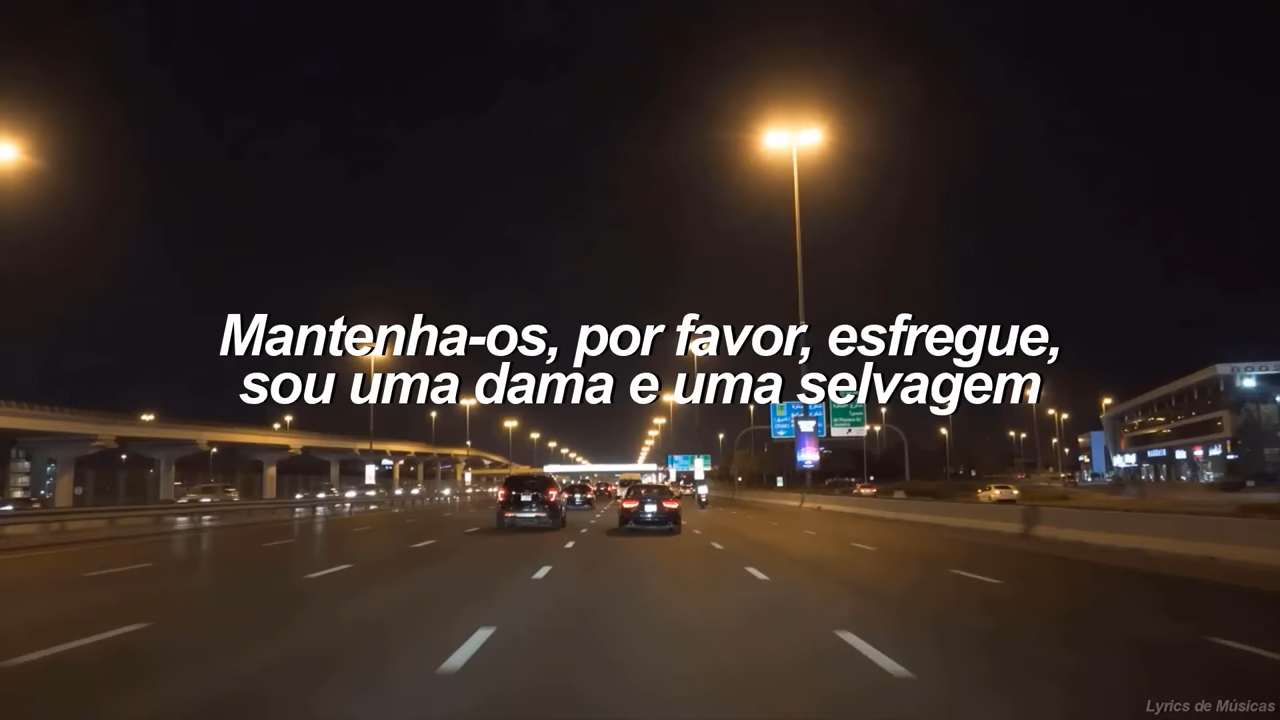 Mantenha-os, por favor, esfregue,
sou uma dama e uma selvagem
Lyrics de Músicas